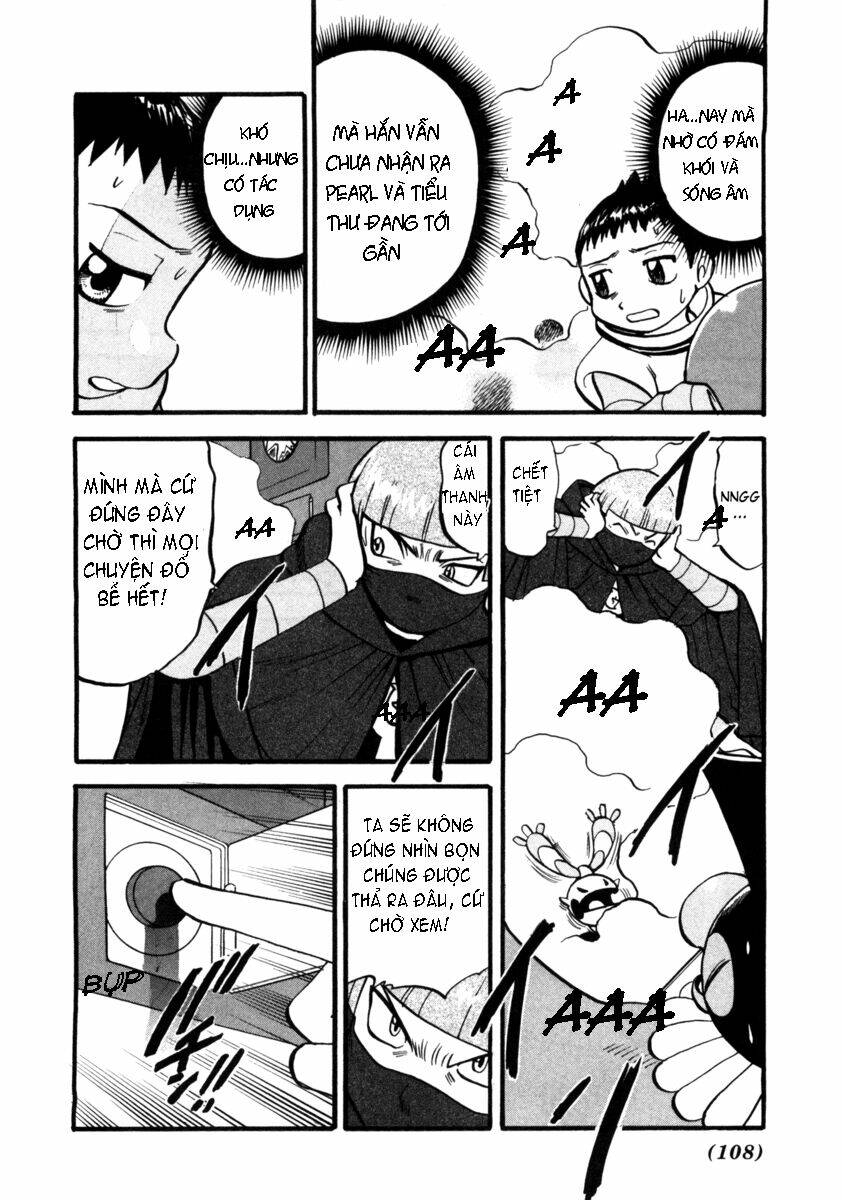 HA...NAY MÀ
NHỜ CÓ ĐÁM
KHÓI VÀ
SÓNG ÂM
A
A
A
AA
MÀ HẮN VẪN
CHƯA NHẬN RA
PEARL VÀ TIỂU
THƯ ĐANG TỚI
GẦN
KHÓ
CHỊU...NHƯNG
CÓ TÁC
DỤNG
NNGG
...
A
CHẾT
TIỆT
AA
AAA
CÁI
ÂM
THANH
NÀY
AA
AAA
MÌNH MÀ CỨ
ĐỨNG ĐÂY
CHỜ THÌ MỌI
CHUYỆN ĐỔ
BỂ HẾT!
TA SẼ KHÔNG
ĐỨNG NHÌN BỌN
CHÚNG ĐƯỢC
THẢ RA ĐÂU, CỨ
CHỜ XEM!
BỤP
(108)